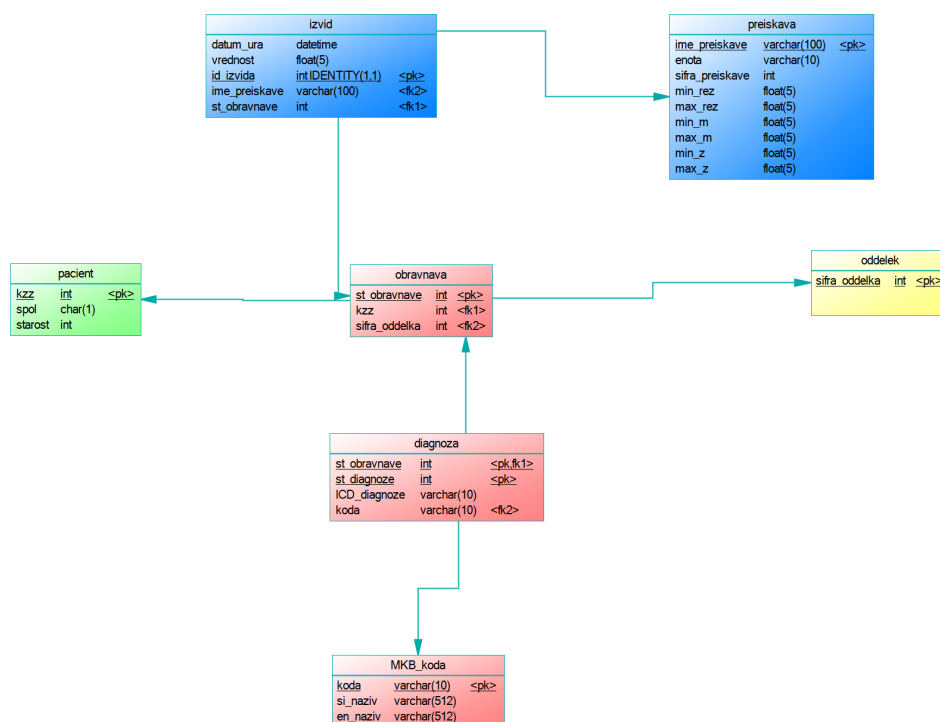 izvid
datum_ura datetime
vrednost float(5)
id_izvida intIDENTITY(1,1) <pk>
ime_preiskave varchar(100) <fk2>
st_obravnave int <fk1>
preiskava
ime_preiskave varchar(100) <pk>
enota varchar(10)
sifra_preiskave int
min_rez float(5)
max_rez float(5)
min_m float(5)
max_m float(5)
min_z float(5)
max_z float(5)
pacient
kzz int <pk>
spol char(1)
starost int
obravnava
st_obravnave int <pk>
kzz int <fk1>
sifra_oddelka int <fk2>
oddelek
sifra_oddelka int <pk>
diagnoza
st_obravnave int <pk,fk1>
st_diagnoze int <pk>
ICD_diagnoze varchar(10)
koda varchar(10) <fk2>
MKB_koda
koda varchar(10) <pk>
si_naziv varchar(512)
en_naziv varchar(512)